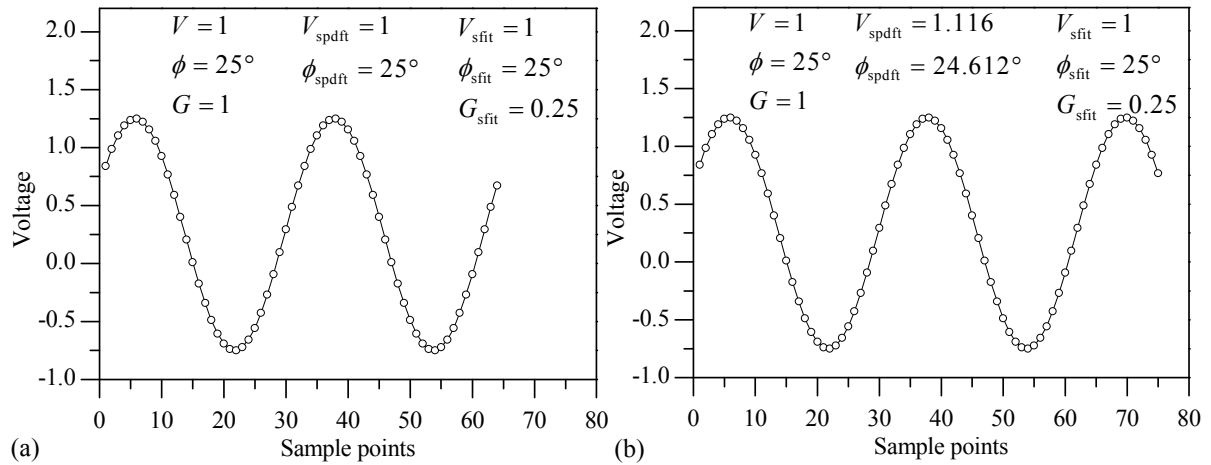 V = 1 V_spdft = 1 V_sfit = 1
ϕ = 25° ϕ_spdft = 25° ϕ_sfit = 25°
G = 1 G_sfit = 0.25
2.0
1.5
1.0
0.5
0.0
-0.5
-1.0
Voltage
0 10 20 30 40 50 60 70 80
Sample points
(a)
V = 1 V_spdft = 1.116 V_sfit = 1
ϕ = 25° ϕ_spdft = 24.612° ϕ_sfit = 25°
G = 1 G_sfit = 0.25
2.0
1.5
1.0
0.5
0.0
-0.5
-1.0
Voltage
0 10 20 30 40 50 60 70 80
Sample points
(b)